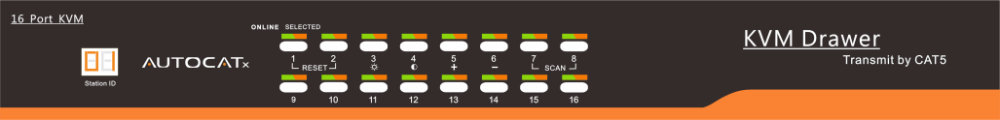 16 Port KVM
ONLINE SELECTED
01
Station ID
AUTOCATx
1 2 3 4 5 6 7 8
RESET + − SCAN
9 10 11 12 13 14 15 16
KVM Drawer
Transmit by CAT5